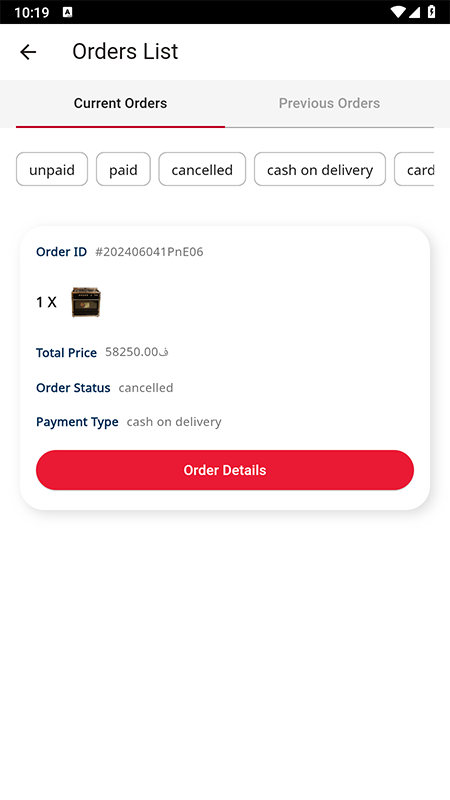 10:19 A
Orders List
Current Orders Previous Orders
unpaid paid cancelled cash on delivery card
Order ID #202406041PnE06
1 X
Total Price 58250.00ف
Order Status cancelled
Payment Type cash on delivery
Order Details